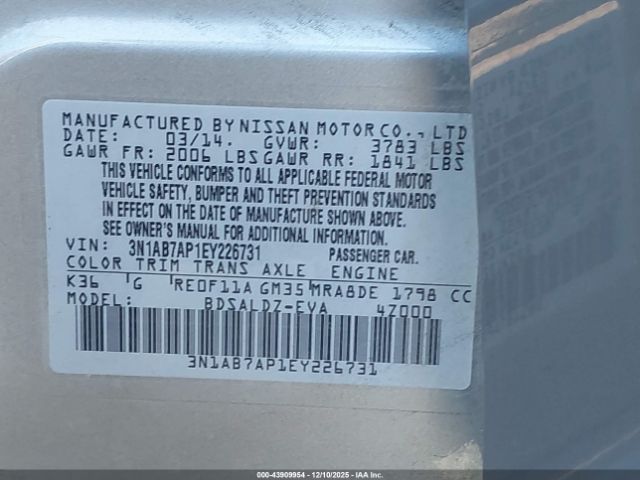 MANUFACTURED BY NISSAN MOTOR CO., LTD
DATE: 03/14. GVWR: 3783 LBS
GAWR FR: 2006 LBS GAWR RR: 1841 LBS
THIS VEHICLE CONFORMS TO ALL APPLICABLE FEDERAL MOTOR
VEHICLE SAFETY, BUMPER AND THEFT PREVENTION STANDARDS
IN EFFECT ON THE DATE OF MANUFACTURE SHOWN ABOVE.
SEE OWNER'S MANUAL FOR ADDITIONAL INFORMATION.
VIN: 3N1AB7AP1EY226731 PASSENGER CAR.
COLOR TRIM TRANS AXLE ENGINE
K36 G RE0F11A GM35 MRA8DE 1798 CC
MODEL: BDSALDZ-EVA 4Z000
3N1AB7AP1EY226731
00-43909954 - 12/10/2025 - IAAI, Inc.